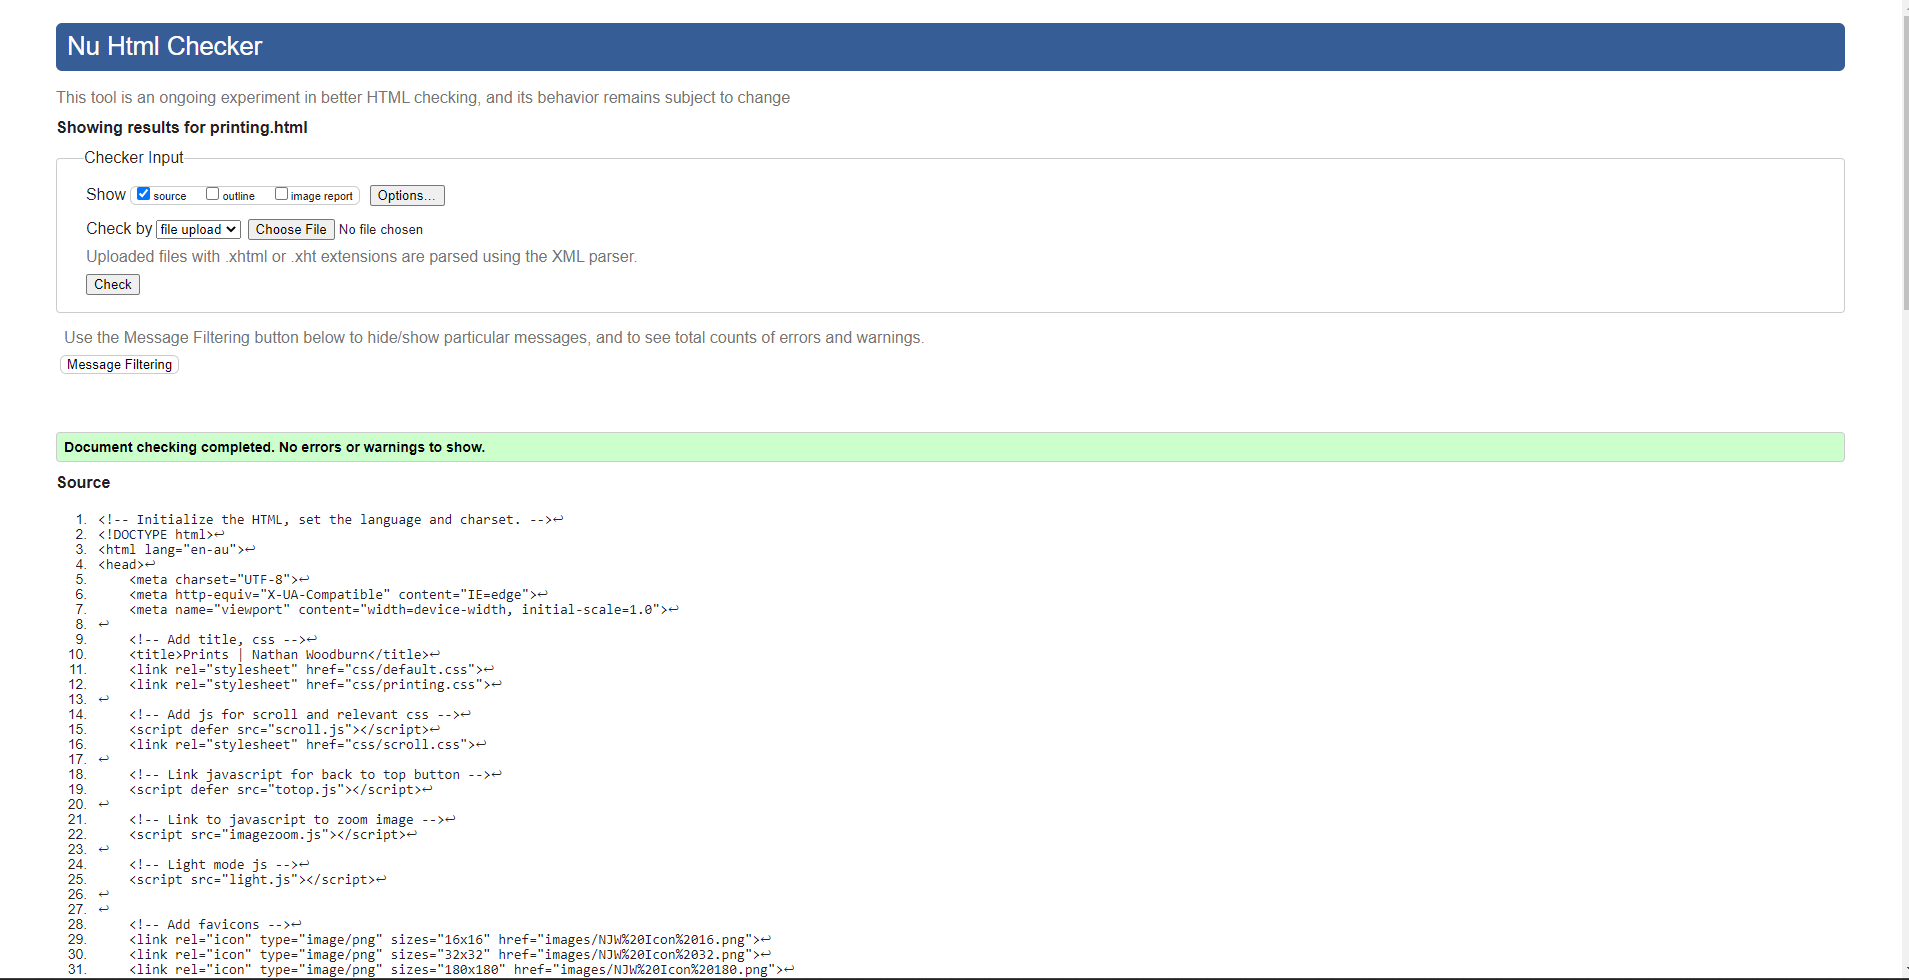 Nu Html Checker
This tool is an ongoing experiment in better HTML checking, and its behavior remains subject to change
Showing results for printing.html
Checker Input
Show source outline image report Options...
Check by file upload Choose File No file chosen
Uploaded files with .xhtml or .xht extensions are parsed using the XML parser.
Check
Use the Message Filtering button below to hide/show particular messages, and to see total counts of errors and warnings.
Message Filtering
Document checking completed. No errors or warnings to show.
Source
1. <!-- Initialize the HTML, set the language and charset. -->↩
2. <!DOCTYPE html>↩
3. <html lang="en-au">↩
4. <head>↩
5.     <meta charset="UTF-8">↩
6.     <meta http-equiv="X-UA-Compatible" content="IE=edge">↩
7.     <meta name="viewport" content="width=device-width, initial-scale=1.0">↩
8. ↩
9.     <!-- Add title, css -->↩
10.     <title>Prints | Nathan Woodburn</title>↩
11.     <link rel="stylesheet" href="css/default.css">↩
12.     <link rel="stylesheet" href="css/printing.css">↩
13. ↩
14.     <!-- Add js for scroll and relevant css -->↩
15.     <script defer src="scroll.js"></script>↩
16.     <link rel="stylesheet" href="css/scroll.css">↩
17. ↩
18.     <!-- Link javascript for back to top button -->↩
19.     <script defer src="totop.js"></script>↩
20. ↩
21.     <!-- Link to javascript to zoom image -->↩
22.     <script src="imagezoom.js"></script>↩
23. ↩
24.     <!-- Light mode js -->↩
25.     <script src="light.js"></script>↩
26. ↩
27. ↩
28.     <!-- Add favicons -->↩
29.     <link rel="icon" type="image/png" sizes="16x16" href="images/NJW%20Icon%2016.png">↩
30.     <link rel="icon" type="image/png" sizes="32x32" href="images/NJW%20Icon%2032.png">↩
31.     <link rel="icon" type="image/png" sizes="180x180" href="images/NJW%20Icon%20180.png">↩